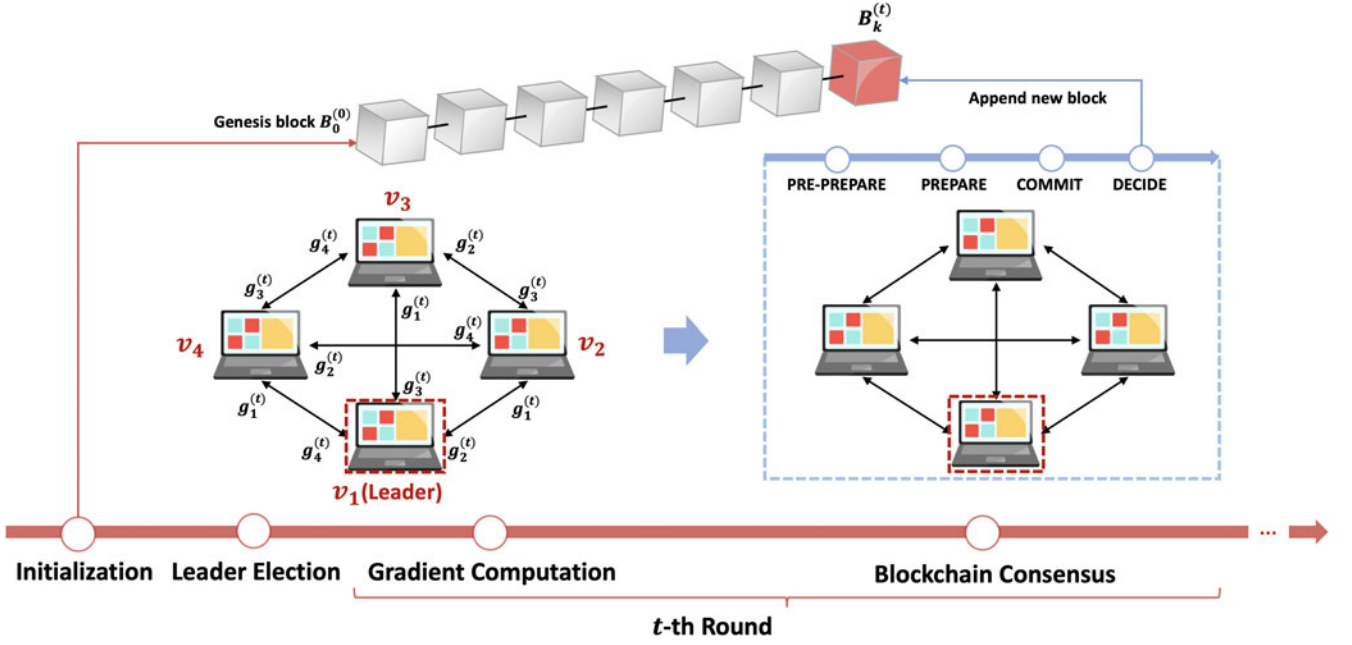 B_k^(t)
Genesis block B_0^(0)
Append new block
PRE-PREPARE PREPARE COMMIT DECIDE
v_3
g_4^(t) g_2^(t)
g_3^(t) g_3^(t)
g_1^(t)
g_4^(t)
v_4 v_2
g_2^(t)
g_3^(t)
g_1^(t) g_1^(t)
g_4^(t) g_2^(t)
v_1(Leader)
...
Initialization Leader Election Gradient Computation Blockchain Consensus
t-th Round